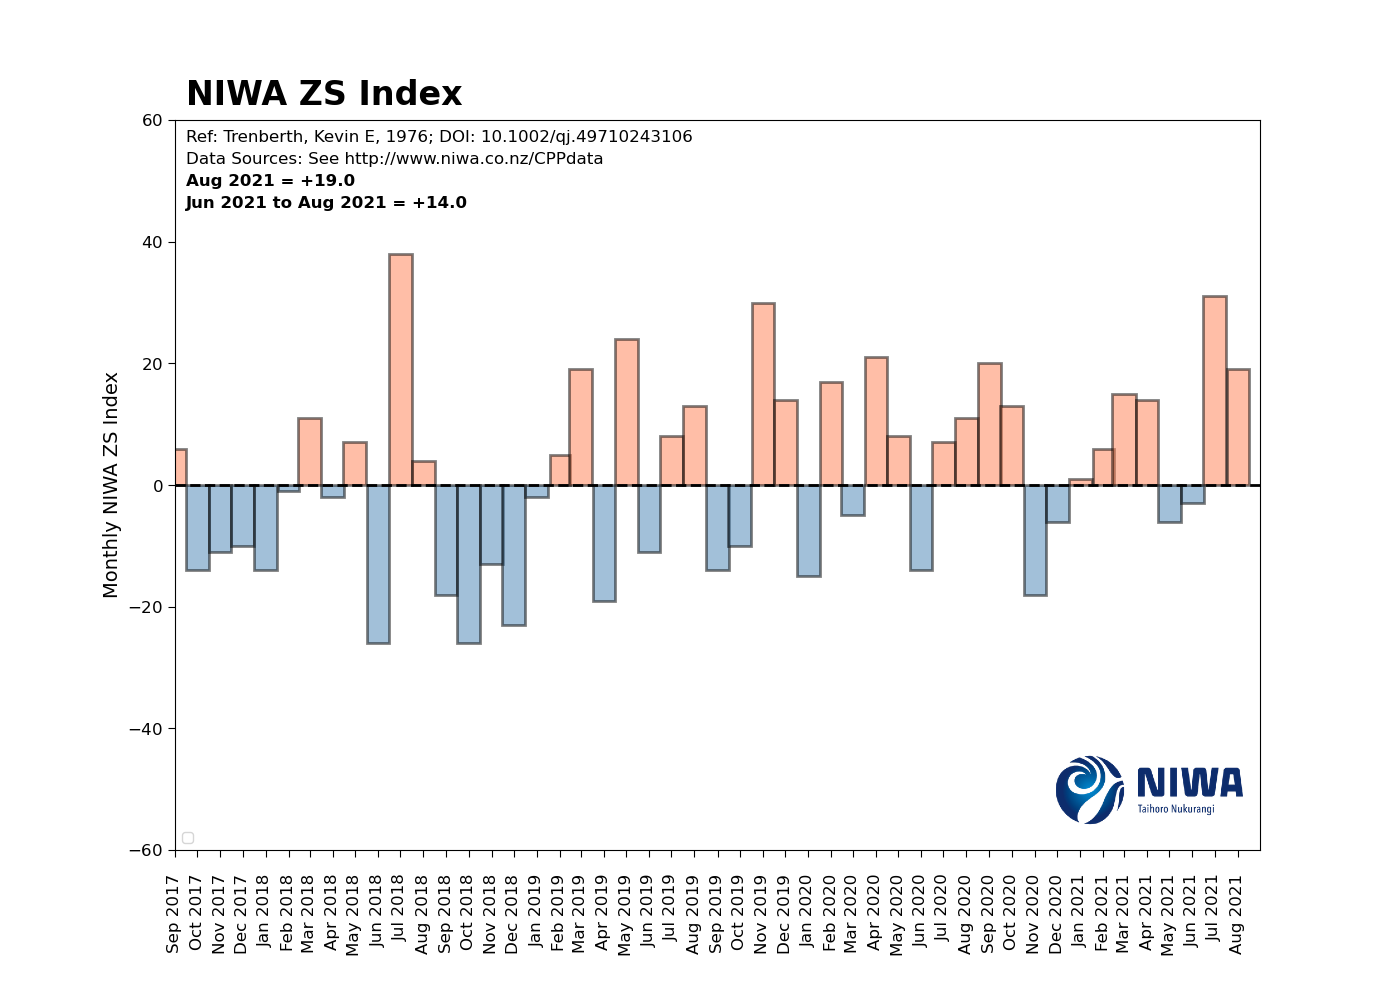 NIWA ZS Index
Ref: Trenberth, Kevin E, 1976; DOI: 10.1002/qj.49710243106
Data Sources: See http://www.niwa.co.nz/CPPdata
Aug 2021 = +19.0
Jun 2021 to Aug 2021 = +14.0
Monthly NIWA ZS Index
60
40
20
0
−20
−40
−60
NIWA
Taihoro Nukurangi
Sep 2017
Oct 2017
Nov 2017
Dec 2017
Jan 2018
Feb 2018
Mar 2018
Apr 2018
May 2018
Jun 2018
Jul 2018
Aug 2018
Sep 2018
Oct 2018
Nov 2018
Dec 2018
Jan 2019
Feb 2019
Mar 2019
Apr 2019
May 2019
Jun 2019
Jul 2019
Aug 2019
Sep 2019
Oct 2019
Nov 2019
Dec 2019
Jan 2020
Feb 2020
Mar 2020
Apr 2020
May 2020
Jun 2020
Jul 2020
Aug 2020
Sep 2020
Oct 2020
Nov 2020
Dec 2020
Jan 2021
Feb 2021
Mar 2021
Apr 2021
May 2021
Jun 2021
Jul 2021
Aug 2021